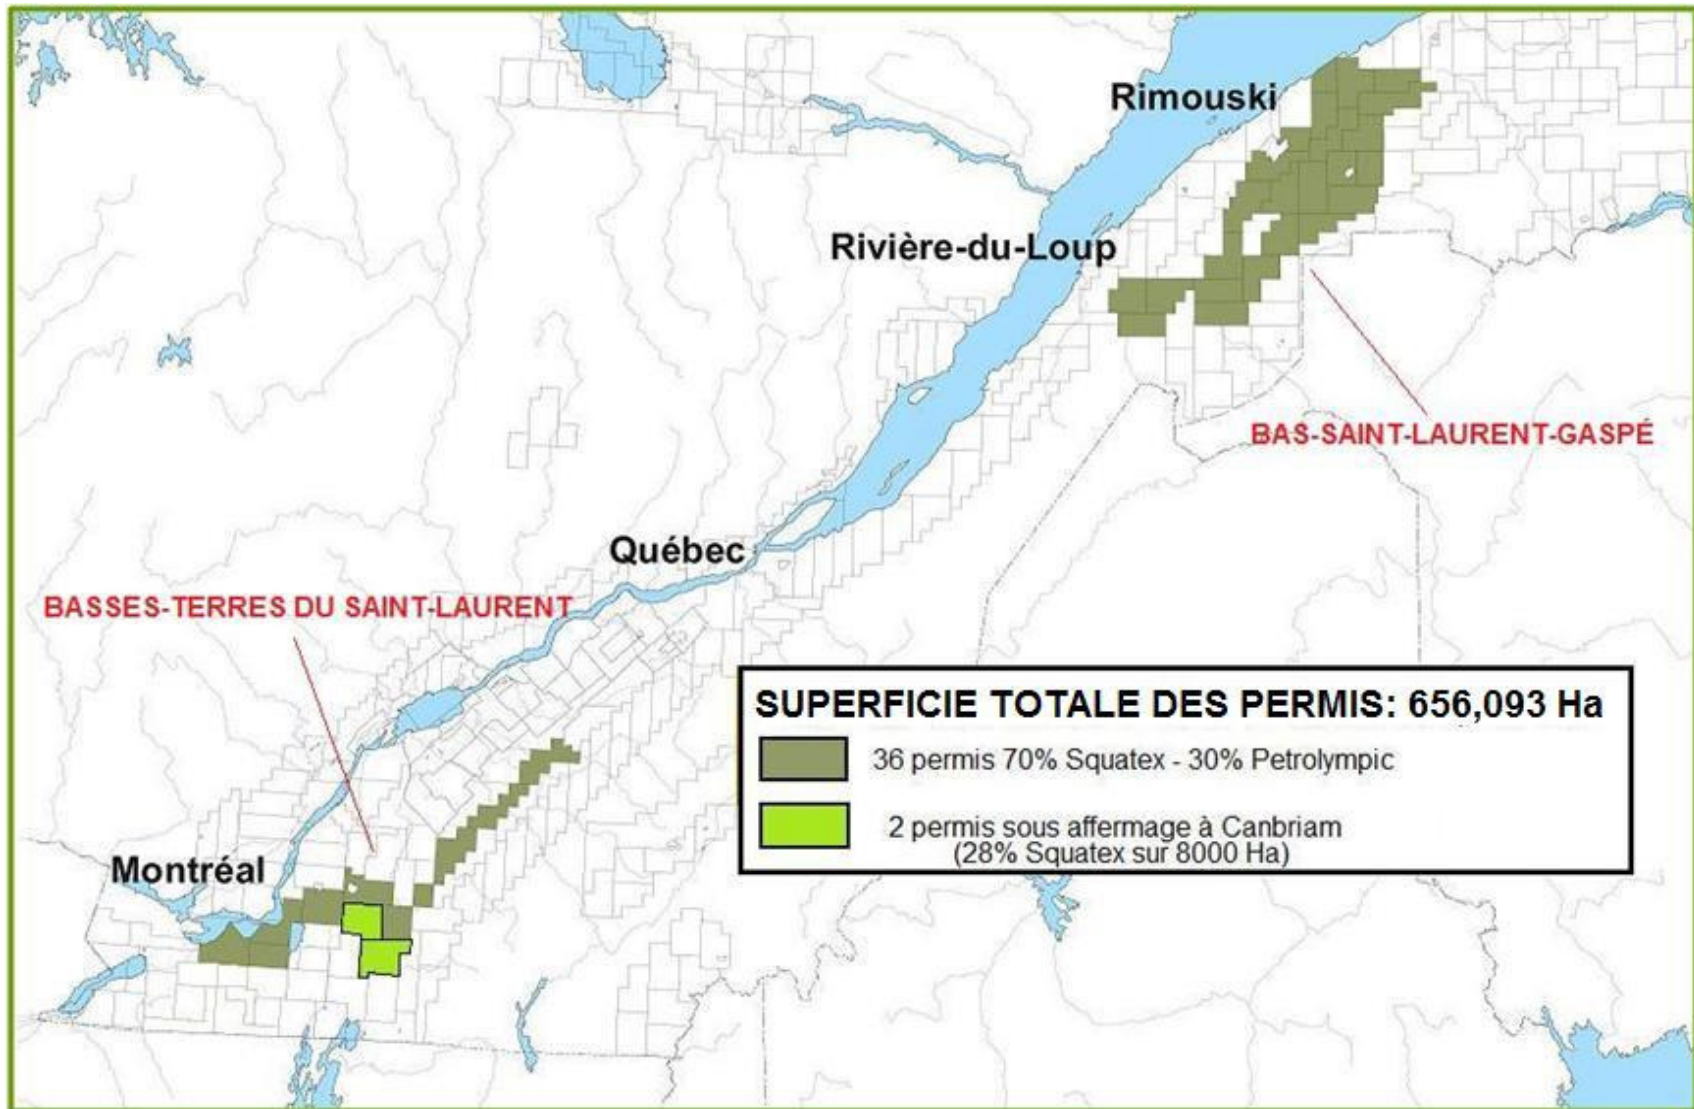 Rimouski
Rivière-du-Loup
BAS-SAINT-LAURENT-GASPÉ
Québec
BASSES-TERRES DU SAINT-LAURENT
SUPERFICIE TOTALE DES PERMIS: 656,093 Ha
36 permis 70% Squatex - 30% Petrolympic
2 permis sous affermage à Canbriam
(28% Squatex sur 8000 Ha)
Montréal